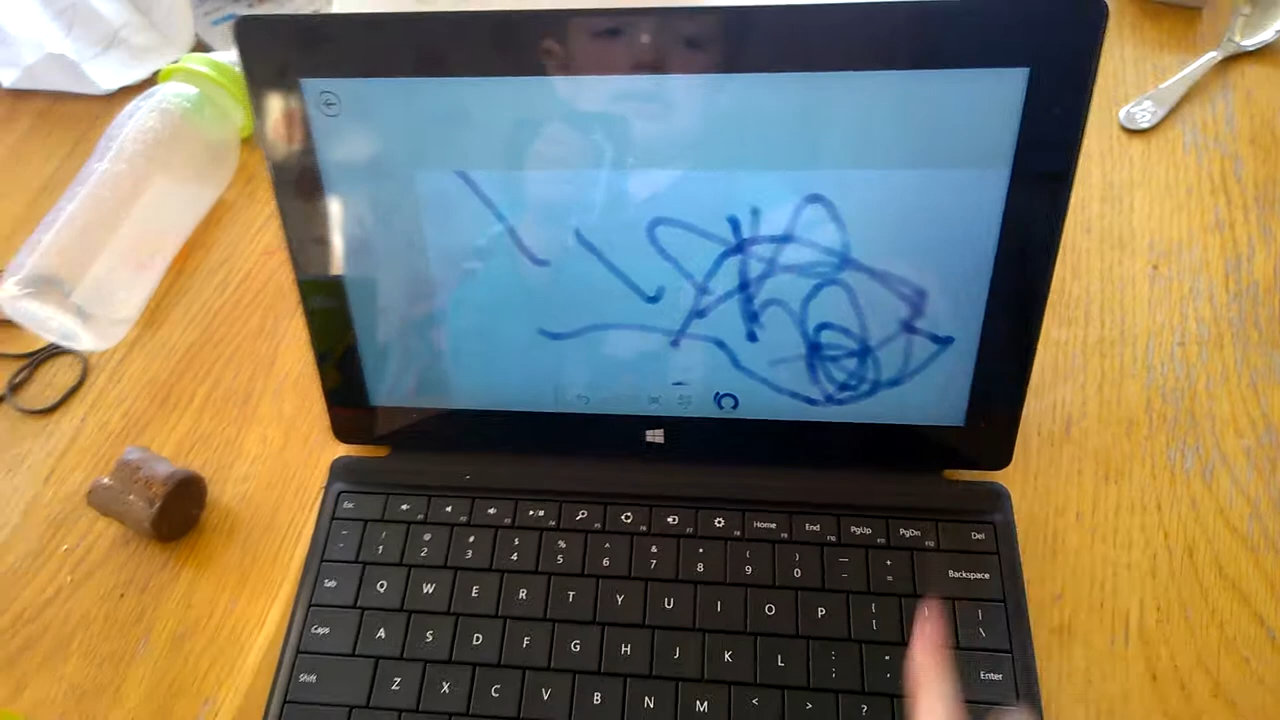 Esc Home End PgUp PgDn Del
! @ # $ % ^ & * ( ) — +
~ 1 2 3 4 5 6 7 8 9 0 - = Backspace
Tab Q W E R T Y U I O P { [ | \
Caps A S D F G H J K L : ; " ' Enter
Shift Z X C V B N M < > ?